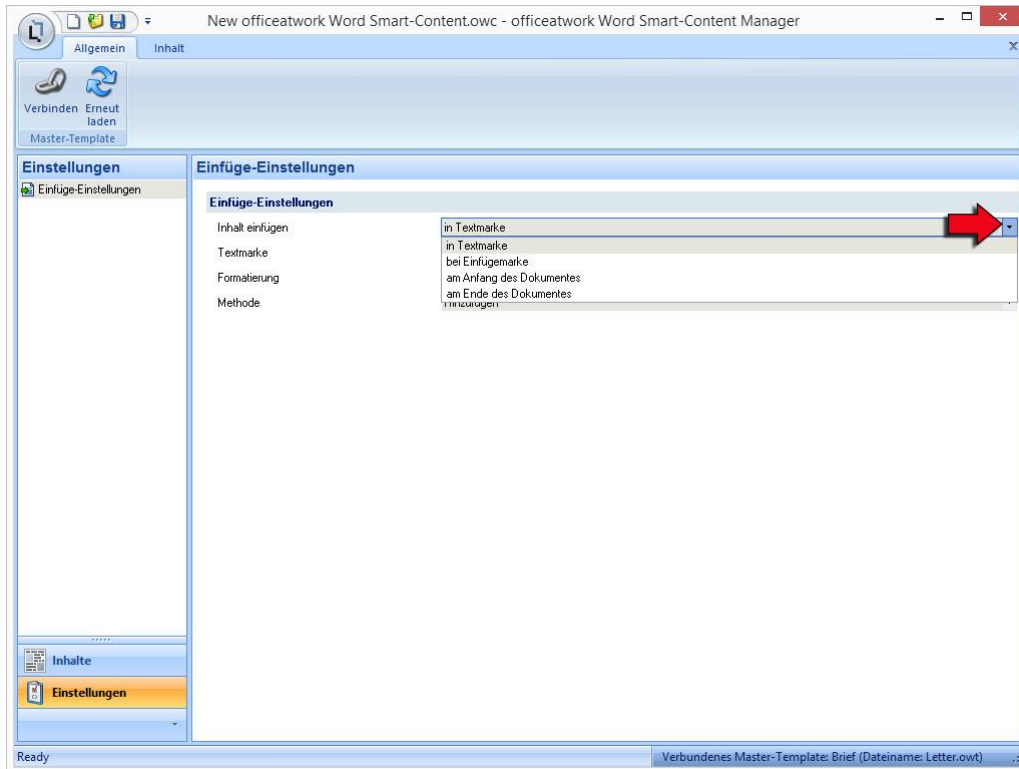 New officeatwork Word Smart-Content.owc - officeatwork Word Smart-Content Manager
Allgemein Inhalt
Verbinden Erneut laden
Master-Template
Einstellungen
Einfüge-Einstellungen
Einfüge-Einstellungen
Einfüge-Einstellungen
Inhalt einfügen in Textmarke
Textmarke
Formatierung
Methode
in Textmarke
bei Einfügemarke
am Anfang des Dokumentes
am Ende des Dokumentes
Hinzufügen
Inhalte
Einstellungen
Ready Verbundenes Master-Template: Brief (Dateiname: Letter.owt)